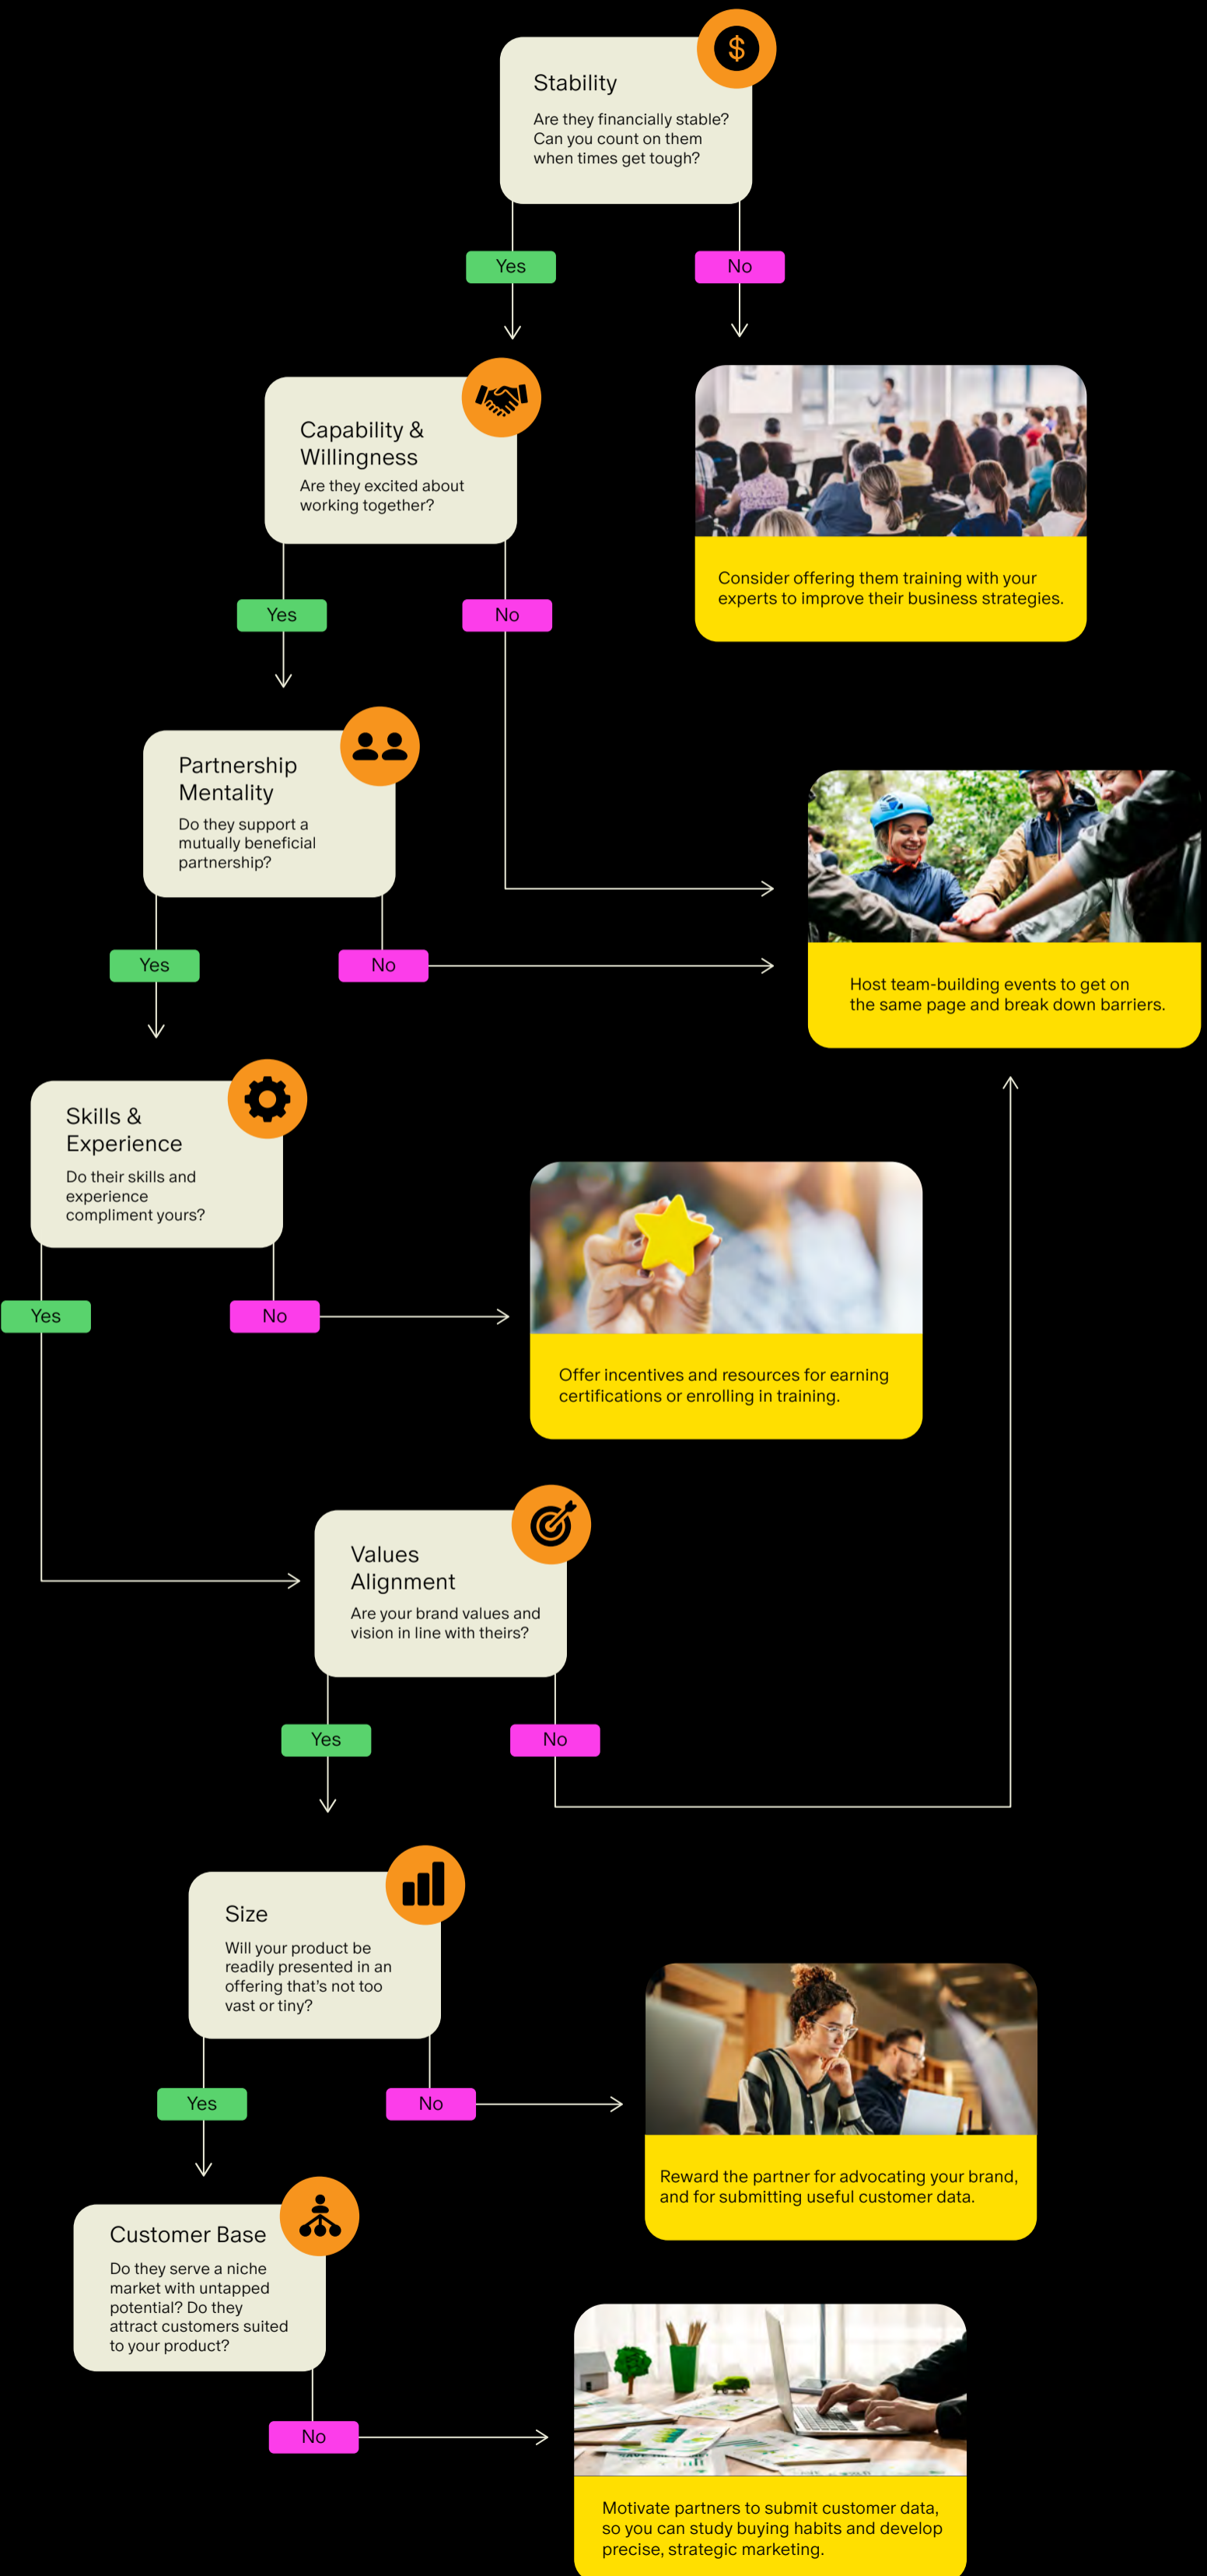 $
Stability
Are they financially stable?
Can you count on them
when times get tough?
Yes
No
Capability &
Willingness
Are they excited about
working together?
Consider offering them training with your
experts to improve their business strategies.
Yes
No
Partnership
Mentality
Do they support a
mutually beneficial
partnership?
Host team-building events to get on
the same page and break down barriers.
Yes
No
Skills &
Experience
Do their skills and
experience
compliment yours?
Yes
No
Offer incentives and resources for earning
certifications or enrolling in training.
Values
Alignment
Are your brand values and
vision in line with theirs?
Yes
No
Size
Will your product be
readily presented in an
offering that's not too
vast or tiny?
Yes
No
Reward the partner for advocating your brand,
and for submitting useful customer data.
Customer Base
Do they serve a niche
market with untapped
potential? Do they
attract customers suited
to your product?
No
Motivate partners to submit customer data,
so you can study buying habits and develop
precise, strategic marketing.